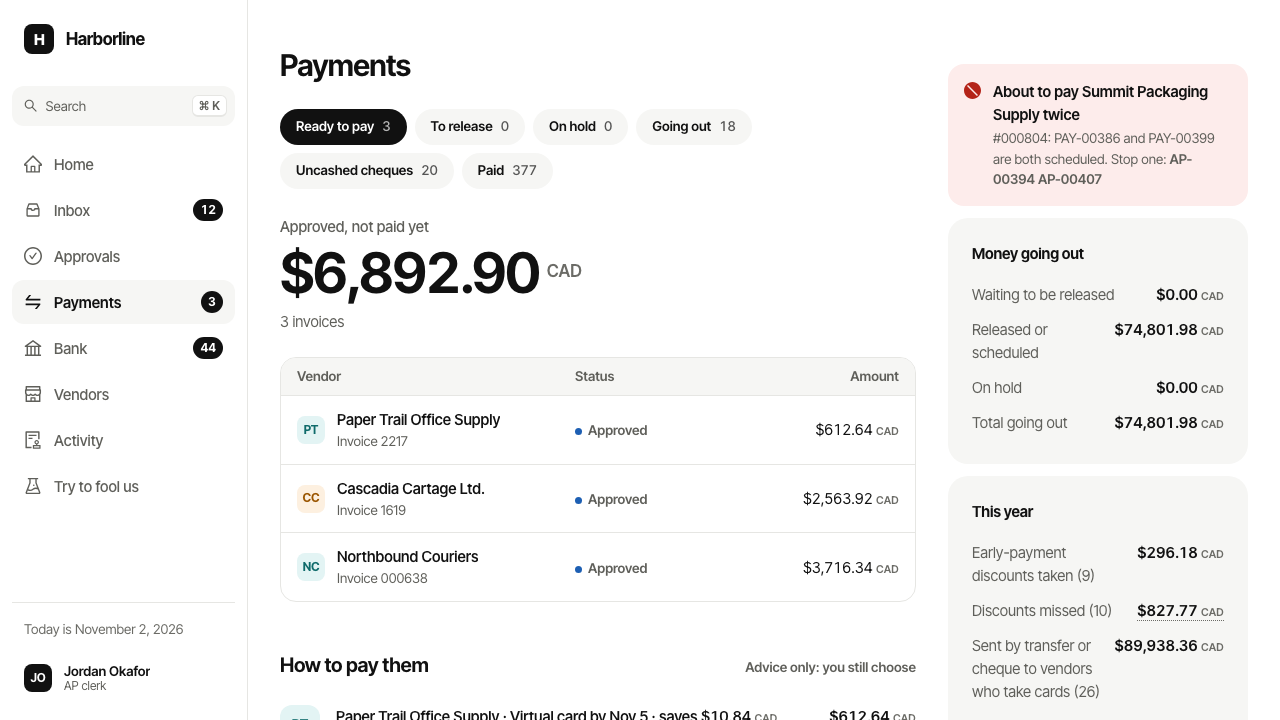 H Harborline
Search ⌘ K
Home
Inbox 12
Approvals
Payments 3
Bank 44
Vendors
Activity
Try to fool us
Today is November 2, 2026
JO Jordan Okafor
AP clerk
Payments
Ready to pay 3 To release 0 On hold 0 Going out 18
Uncashed cheques 20 Paid 377
Approved, not paid yet
$6,892.90 CAD
3 invoices
Vendor Status Amount
PT Paper Trail Office Supply
Invoice 2217
Approved $612.64 CAD
CC Cascadia Cartage Ltd.
Invoice 1619
Approved $2,563.92 CAD
NC Northbound Couriers
Invoice 000638
Approved $3,716.34 CAD
How to pay them Advice only: you still choose
Paper Trail Office Supply · Virtual card by Nov 5 · saves $10.84 CAD $612.64 CAD
About to pay Summit Packaging
Supply twice
#000804: PAY-00386 and PAY-00399
are both scheduled. Stop one: AP-
00394 AP-00407
Money going out
Waiting to be released $0.00 CAD
Released or $74,801.98 CAD
scheduled
On hold $0.00 CAD
Total going out $74,801.98 CAD
This year
Early-payment $296.18 CAD
discounts taken (9)
Discounts missed (10) $827.77 CAD
Sent by transfer or $89,938.36 CAD
cheque to vendors
who take cards (26)